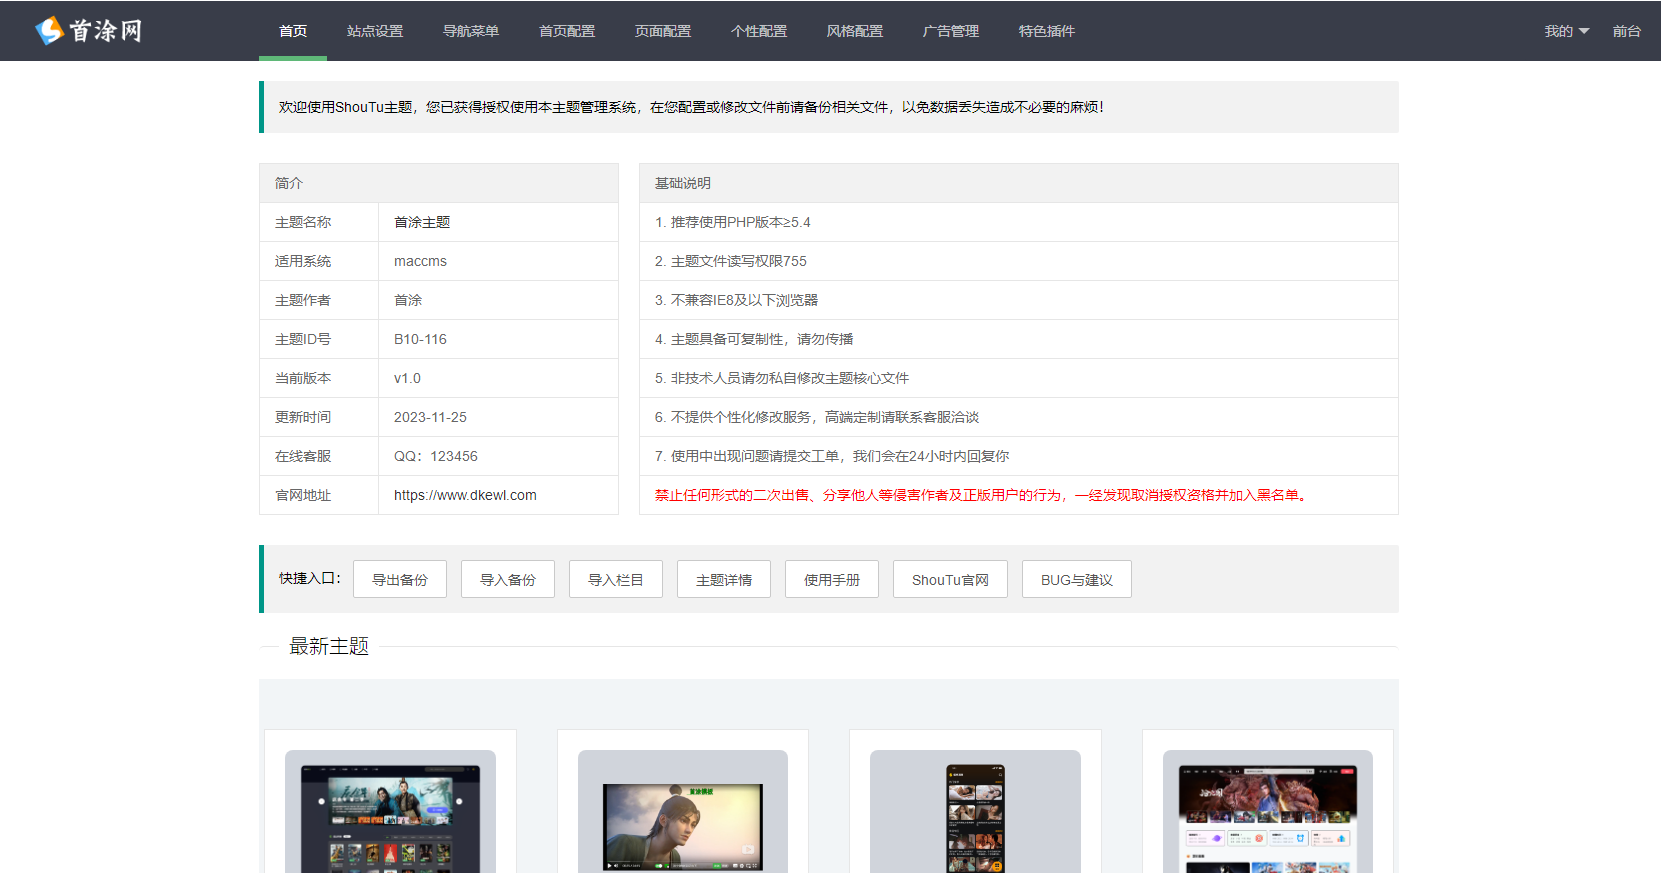 首涂网
首页 站点设置 导航菜单 首页配置 页面配置 个性配置 风格配置 广告管理 特色插件 我的 前台
欢迎使用ShouTu主题，您已获得授权使用本主题管理系统，在您配置或修改文件前请备份相关文件，以免数据丢失造成不必要的麻烦！
简介
主题名称 首涂主题
适用系统 maccms
主题作者 首涂
主题ID号 B10-116
当前版本 v1.0
更新时间 2023-11-25
在线客服 QQ：123456
官网地址 https://www.dkewl.com
基础说明
1. 推荐使用PHP版本≥5.4
2. 主题文件读写权限755
3. 不兼容IE8及以下浏览器
4. 主题具备可复制性，请勿传播
5. 非技术人员请勿私自修改主题核心文件
6. 不提供个性化修改服务，高端定制请联系客服洽谈
7. 使用中出现问题请提交工单，我们会在24小时内回复你
禁止任何形式的二次出售、分享他人等侵害作者及正版用户的行为，一经发现取消授权资格并加入黑名单。
快捷入口： 导出备份 导入备份 导入栏目 主题详情 使用手册 ShouTu官网 BUG与建议
最新主题
首涂模板